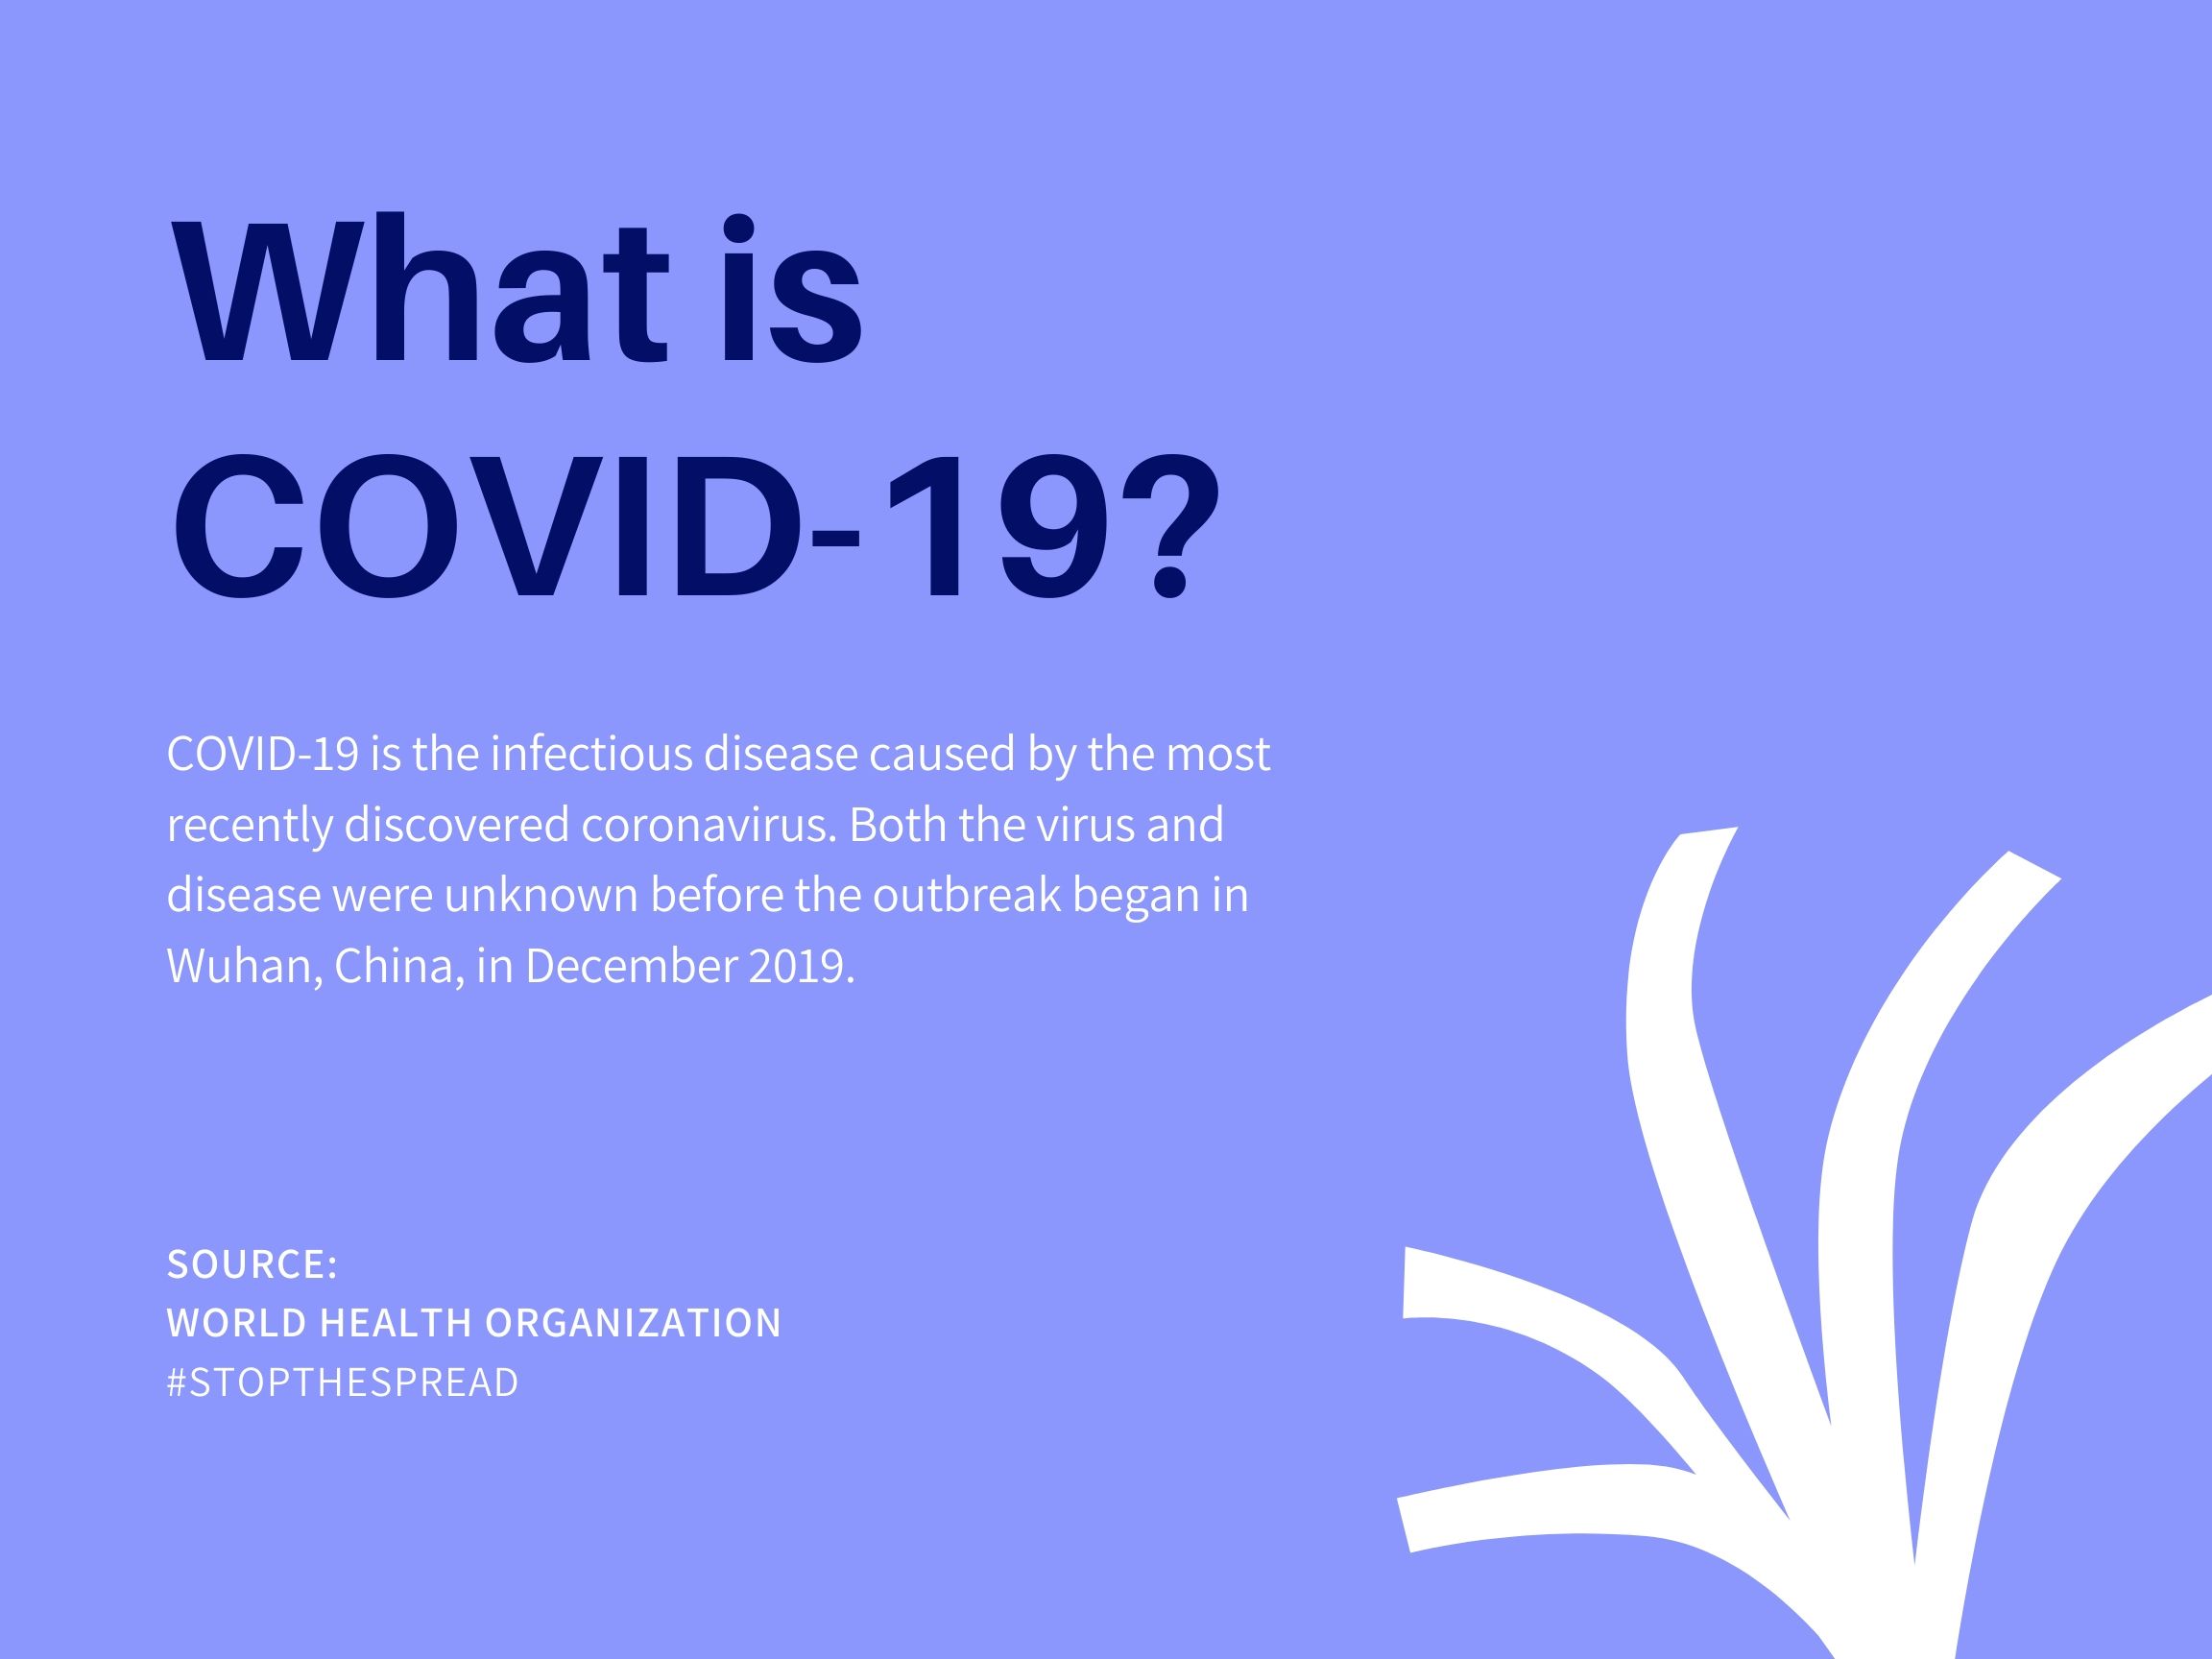 What is
COVID-19?
COVID-19 is the infectious disease caused by the most
recently discovered coronavirus. Both the virus and
disease were unknown before the outbreak began in
Wuhan, China, in December 2019.
SOURCE:
WORLD HEALTH ORGANIZATION
#STOPTHESPREAD